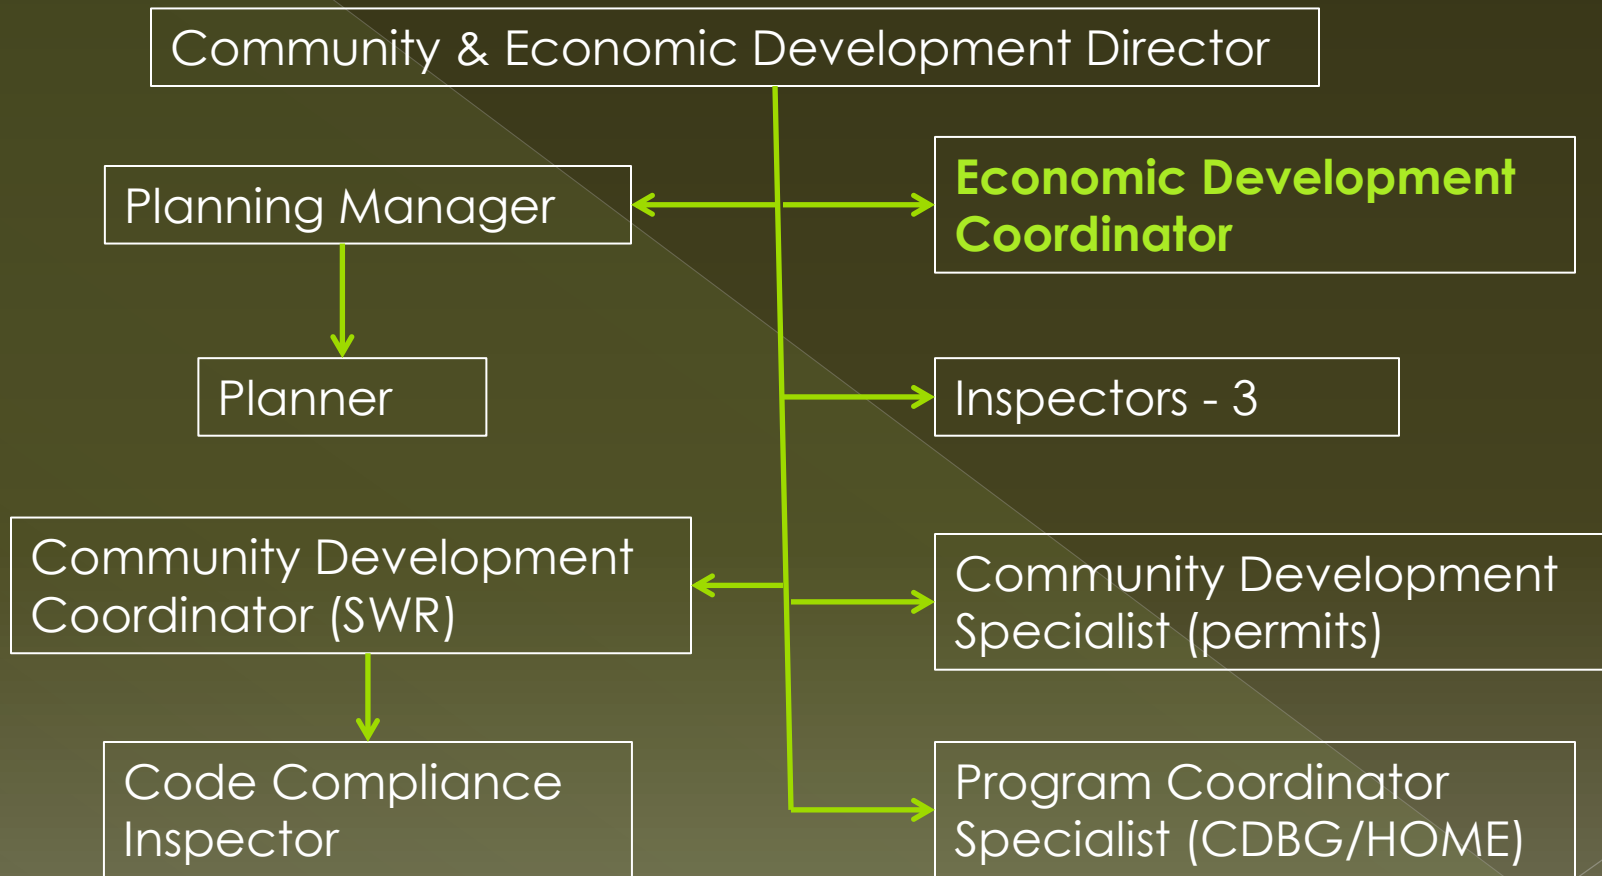 Community & Economic Development Director
Planning Manager
Economic Development
Coordinator
Planner
Inspectors - 3
Community Development
Coordinator (SWR)
Community Development
Specialist (permits)
Code Compliance
Inspector
Program Coordinator
Specialist (CDBG/HOME)